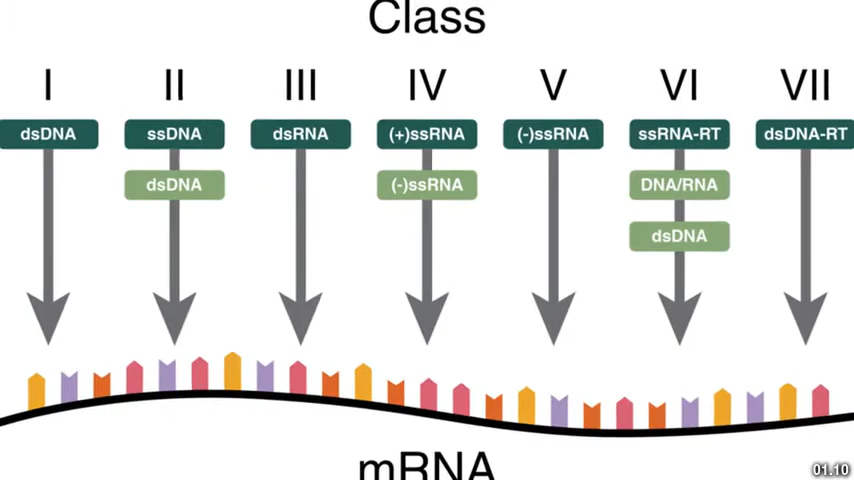 Class
I II III IV V VI VII
dsDNA ssDNA dsRNA (+)ssRNA (-)ssRNA ssRNA-RT dsDNA-RT
dsDNA (-)ssRNA DNA/RNA
dsDNA
mRNA
01.10